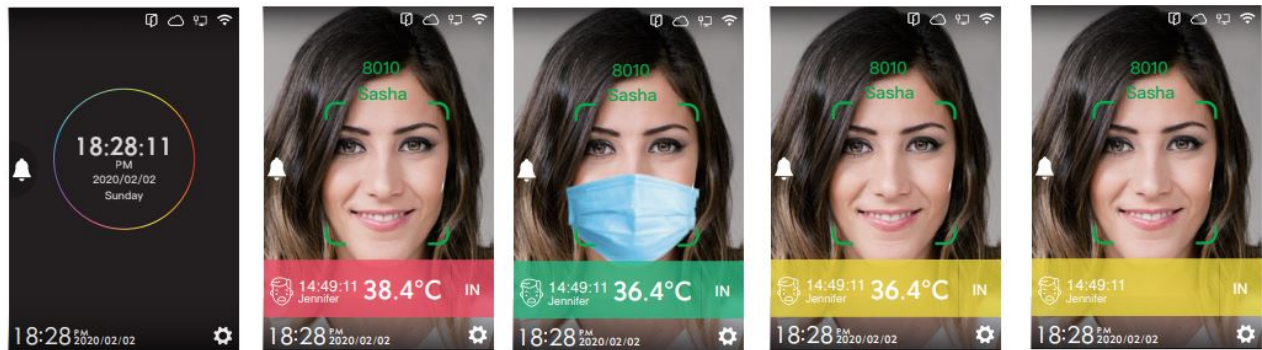 18:28:11
PM
2020/02/02
Sunday
18:28 PM 2020/02/02
8010
Sasha
14:49:11 38.4°C IN
Jennifer
18:28 PM 2020/02/02
8010
Sasha
14:49:11 36.4°C IN
Jennifer
18:28 PM 2020/02/02
8010
Sasha
14:49:11 36.4°C IN
Jennifer
18:28 PM 2020/02/02
8010
Sasha
14:49:11 IN
Jennifer
18:28 PM 2020/02/02